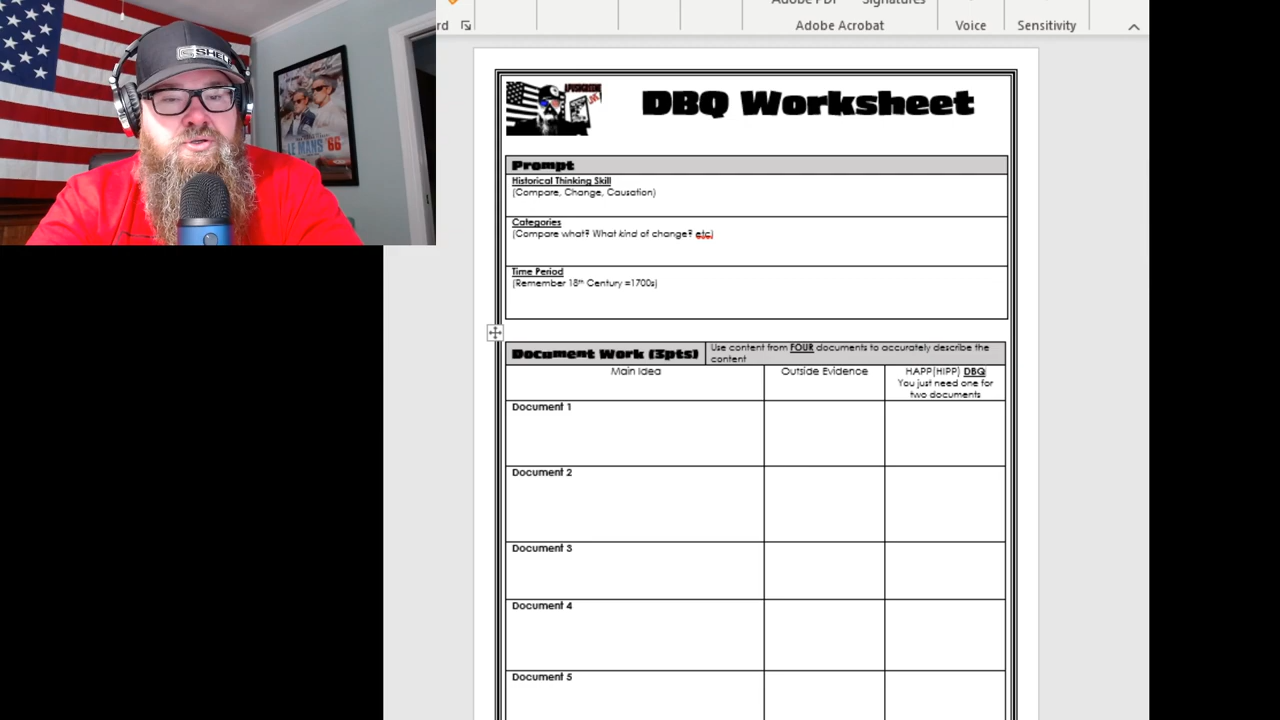 SHEL
LE MANS '66
Adobe PDF
Signatures
rd
Adobe Acrobat
Voice
Sensitivity
DBQ Worksheet
Prompt
Historical Thinking Skill
(Compare, Change, Causation)
Categories
(Compare what? What kind of change? etc)
Time Period
(Remember 18th Century =1700s)
Document Work (3pts)
Use content from FOUR documents to accurately describe the
content
Main Idea
Outside Evidence
HAPP(HIPP) DBQ
You just need one for
two documents
Document 1
Document 2
Document 3
Document 4
Document 5